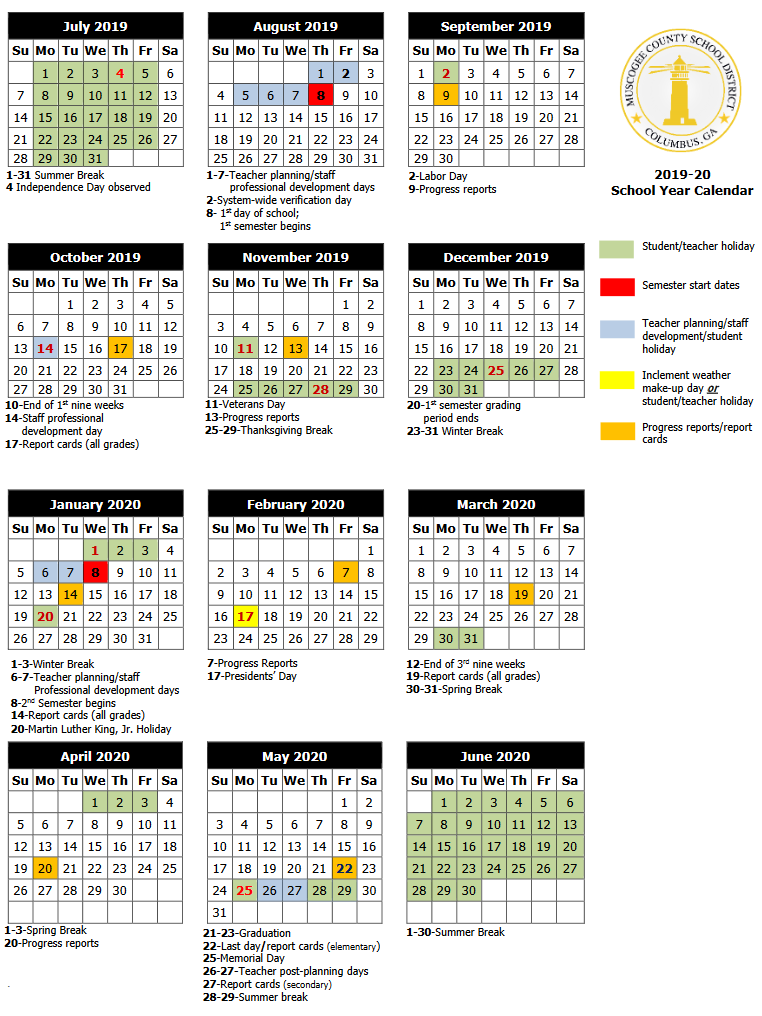 July 2019
Su Mo Tu We Th Fr Sa
1 2 3 4 5 6
7 8 9 10 11 12 13
14 15 16 17 18 19 20
21 22 23 24 25 26 27
28 29 30 31
1-31 Summer Break
4 Independence Day observed
August 2019
Su Mo Tu We Th Fr Sa
1 2 3
4 5 6 7 8 9 10
11 12 13 14 15 16 17
18 19 20 21 22 23 24
25 26 27 28 29 30 31
1-7-Teacher planning/staff
professional development days
2-System-wide verification day
8- 1st day of school;
1st semester begins
September 2019
Su Mo Tu We Th Fr Sa
1 2 3 4 5 6 7
8 9 10 11 12 13 14
15 16 17 18 19 20 21
22 23 24 25 26 27 28
29 30
2-Labor Day
9-Progress reports
MUSCOGEE COUNTY SCHOOL DISTRICT
COLUMBUS, GA
2019-20
School Year Calendar
Student/teacher holiday
Semester start dates
Teacher planning/staff
development/student
holiday
Inclement weather
make-up day or
student/teacher holiday
Progress reports/report
cards
October 2019
Su Mo Tu We Th Fr Sa
1 2 3 4 5
6 7 8 9 10 11 12
13 14 15 16 17 18 19
20 21 22 23 24 25 26
27 28 29 30 31
10-End of 1st nine weeks
14-Staff professional
development day
17-Report cards (all grades)
November 2019
Su Mo Tu We Th Fr Sa
1 2
3 4 5 6 7 8 9
10 11 12 13 14 15 16
17 18 19 20 21 22 23
24 25 26 27 28 29 30
11-Veterans Day
13-Progress reports
25-29-Thanksgiving Break
December 2019
Su Mo Tu We Th Fr Sa
1 2 3 4 5 6 7
8 9 10 11 12 13 14
15 16 17 18 19 20 21
22 23 24 25 26 27 28
29 30 31
20-1st semester grading
period ends
23-31 Winter Break
January 2020
Su Mo Tu We Th Fr Sa
1 2 3 4
5 6 7 8 9 10 11
12 13 14 15 16 17 18
19 20 21 22 23 24 25
26 27 28 29 30 31
1-3-Winter Break
6-7-Teacher planning/staff
Professional development days
8-2nd Semester begins
14-Report cards (all grades)
20-Martin Luther King, Jr. Holiday
February 2020
Su Mo Tu We Th Fr Sa
1
2 3 4 5 6 7 8
9 10 11 12 13 14 15
16 17 18 19 20 21 22
23 24 25 26 27 28 29
7-Progress Reports
17-Presidents' Day
March 2020
Su Mo Tu We Th Fr Sa
1 2 3 4 5 6 7
8 9 10 11 12 13 14
15 16 17 18 19 20 21
22 23 24 25 26 27 28
29 30 31
12-End of 3rd nine weeks
19-Report cards (all grades)
30-31-Spring Break
April 2020
Su Mo Tu We Th Fr Sa
1 2 3 4
5 6 7 8 9 10 11
12 13 14 15 16 17 18
19 20 21 22 23 24 25
26 27 28 29 30
1-3-Spring Break
20-Progress reports
May 2020
Su Mo Tu We Th Fr Sa
1 2
3 4 5 6 7 8 9
10 11 12 13 14 15 16
17 18 19 20 21 22 23
24 25 26 27 28 29 30
31
21-23-Graduation
22-Last day/report cards (elementary)
25-Memorial Day
26-27-Teacher post-planning days
27-Report cards (secondary)
28-29-Summer break
June 2020
Su Mo Tu We Th Fr Sa
1 2 3 4 5 6
7 8 9 10 11 12 13
14 15 16 17 18 19 20
21 22 23 24 25 26 27
28 29 30
1-30-Summer Break